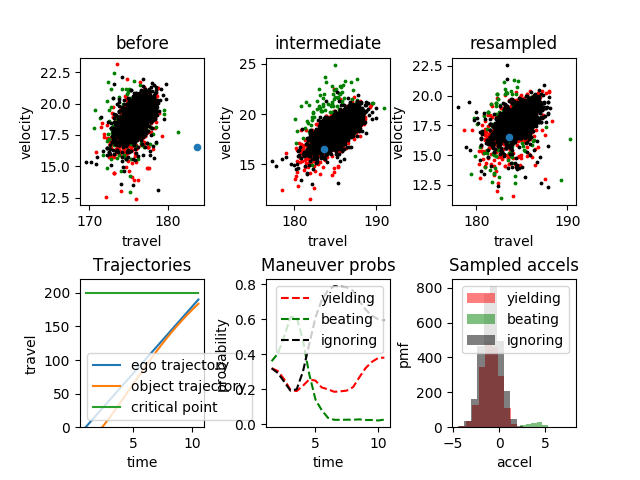 before
intermediate
resampled
22.5
20.0
17.5
15.0
12.5
velocity
170
180
travel
25
20
15
velocity
180
190
travel
22.5
20.0
17.5
15.0
12.5
velocity
180
190
travel
Trajectories
Maneuver probs
Sampled accels
200
150
100
50
0
travel
ego trajectory
object trajectory
critical point
5
10
time
0.8
0.6
0.4
0.2
0.0
probability
yielding
beating
ignoring
5
10
time
800
600
400
200
0
pmf
yielding
beating
ignoring
−5
0
5
accel